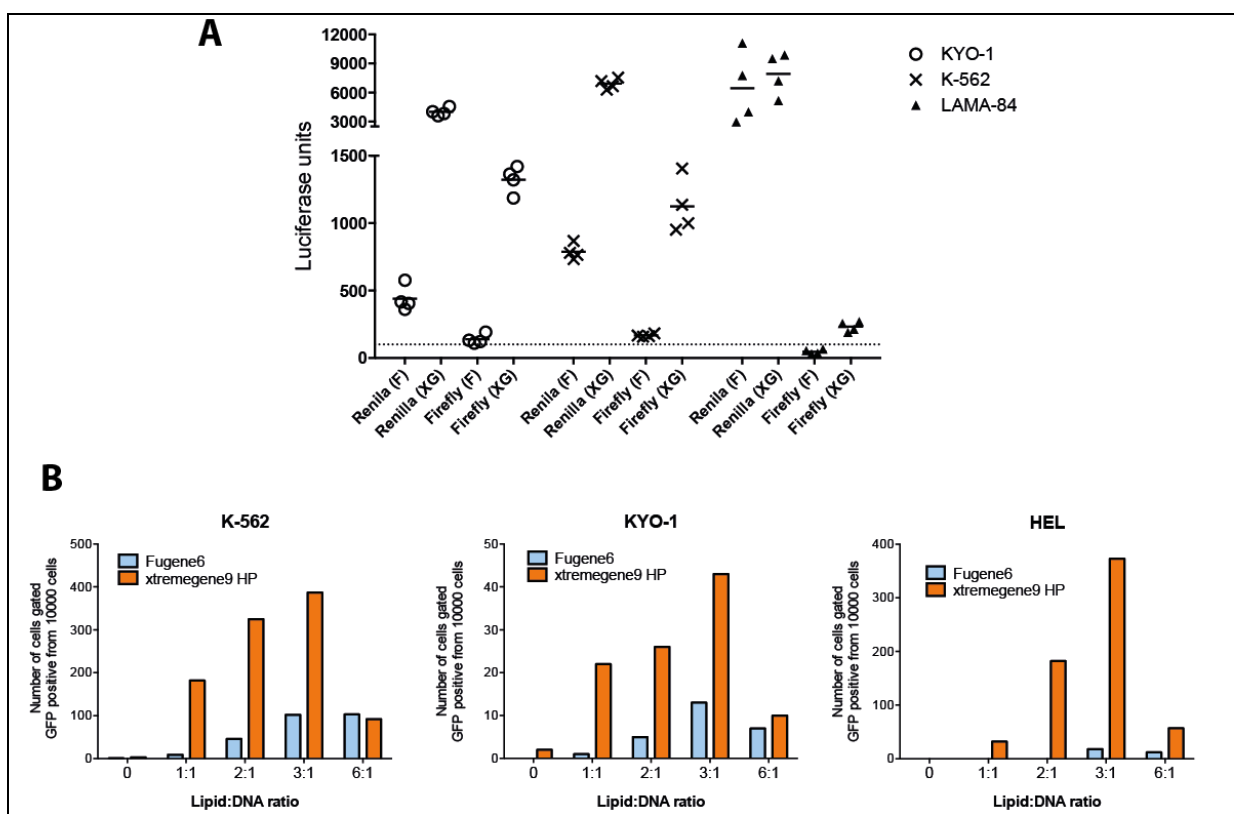 A
12000
9000
6000
3000
1500
1000
500
0
Luciferase units
KYO-1
K-562
LAMA-84
Renila (F)
Renilla (XG)
Firefly (F)
Firefly (XG)
Renila (F)
Renilla (XG)
Firefly (F)
Firefly (XG)
Renila (F)
Renilla (XG)
Firefly (F)
Firefly (XG)
B
K-562
Number of cells gated
GFP positive from 10000 cells
500
400
300
200
100
0
Fugene6
xtremegene9 HP
0 1:1 2:1 3:1 6:1
Lipid:DNA ratio
KYO-1
Number of cells gated
GFP positive from 10000 cells
50
40
30
20
10
0
Fugene6
xtremegene9 HP
0 1:1 2:1 3:1 6:1
Lipid:DNA ratio
HEL
Number of cells gated
GFP positive from 10000 cells
400
300
200
100
0
Fugene6
xtremegene9 HP
0 1:1 2:1 3:1 6:1
Lipid:DNA ratio